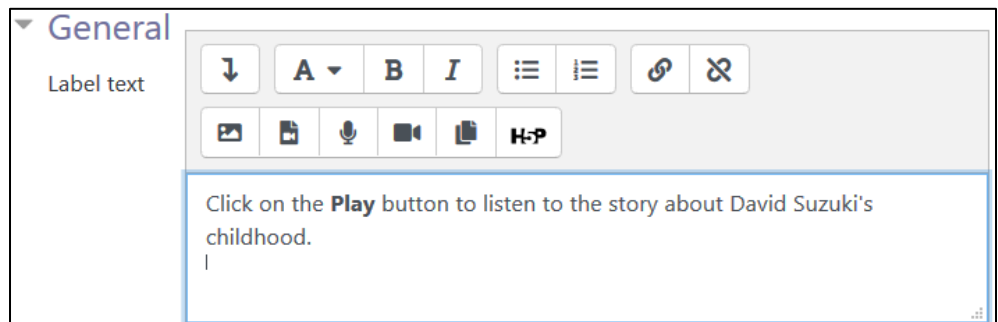 General
Label text
A B I
H5P
Click on the Play button to listen to the story about David Suzuki's
childhood.